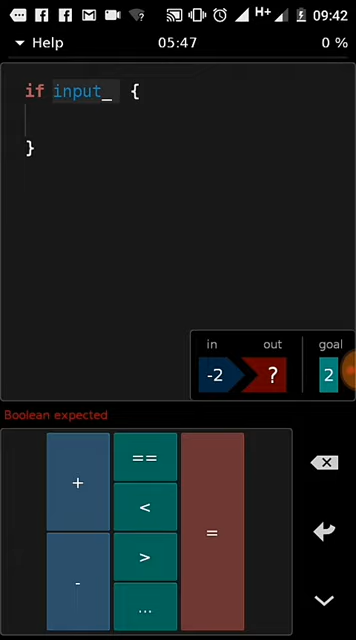 H+ 09:42
Help 05:47 0 %
if input_ {
}
in out goal
-2 ? 2
Boolean expected
+ ==
<
>
=
-
...